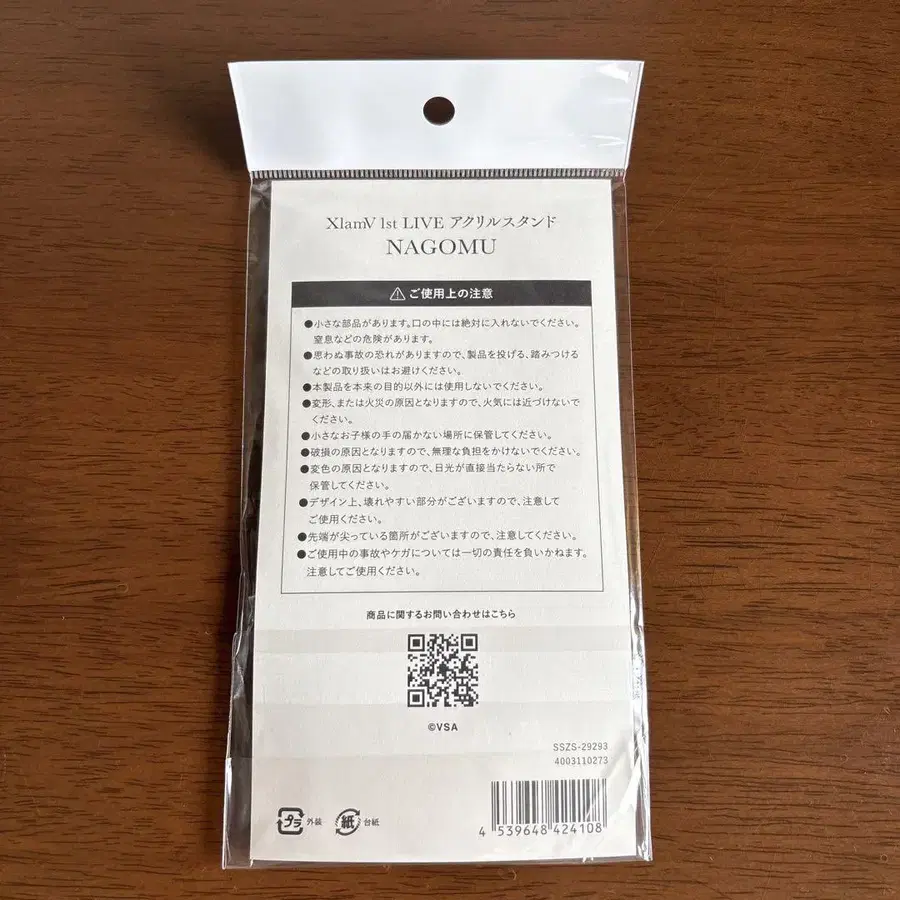 XlamV 1st LIVE アクリルスタンド
NAGOMU
ご使用上の注意
●小さな部品があります。口の中には絶対に入れないでください。
窒息などの危険があります。
●思わぬ事故の恐れがありますので、製品を投げる、踏みつける
などの取り扱いはお避けください。
●本製品を本来の目的以外には使用しないでください。
●変形、または火災の原因となりますので、火気には近づけないで
ください。
●小さなお子様の手の届かない場所に保管してください。
●破損の原因となりますので、無理な負担をかけないでください。
●変色の原因となりますので、日光が直接当たらない所で
保管してください。
●デザイン上、壊れやすい部分がございますので、注意して
ご使用ください。
●先端が尖っている箇所がございますので、注意してください。
●ご使用中の事故やケガについては一切の責任を負いかねます。
注意してご使用ください。
商品に関するお問い合わせはこちら
©VSA
SSZS-29293
4003110273
プラ 外装 紙 台紙
4 539648 424108